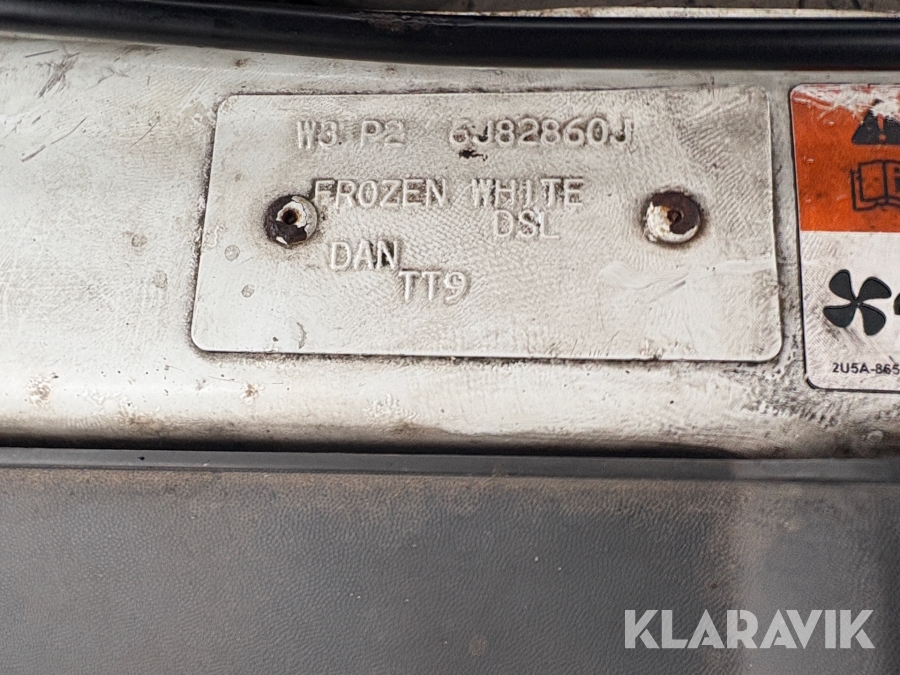 W3 P2 6J82860J
FROZEN WHITE
DSL
DAN
TT9
2U5A-865
KLARAVIK